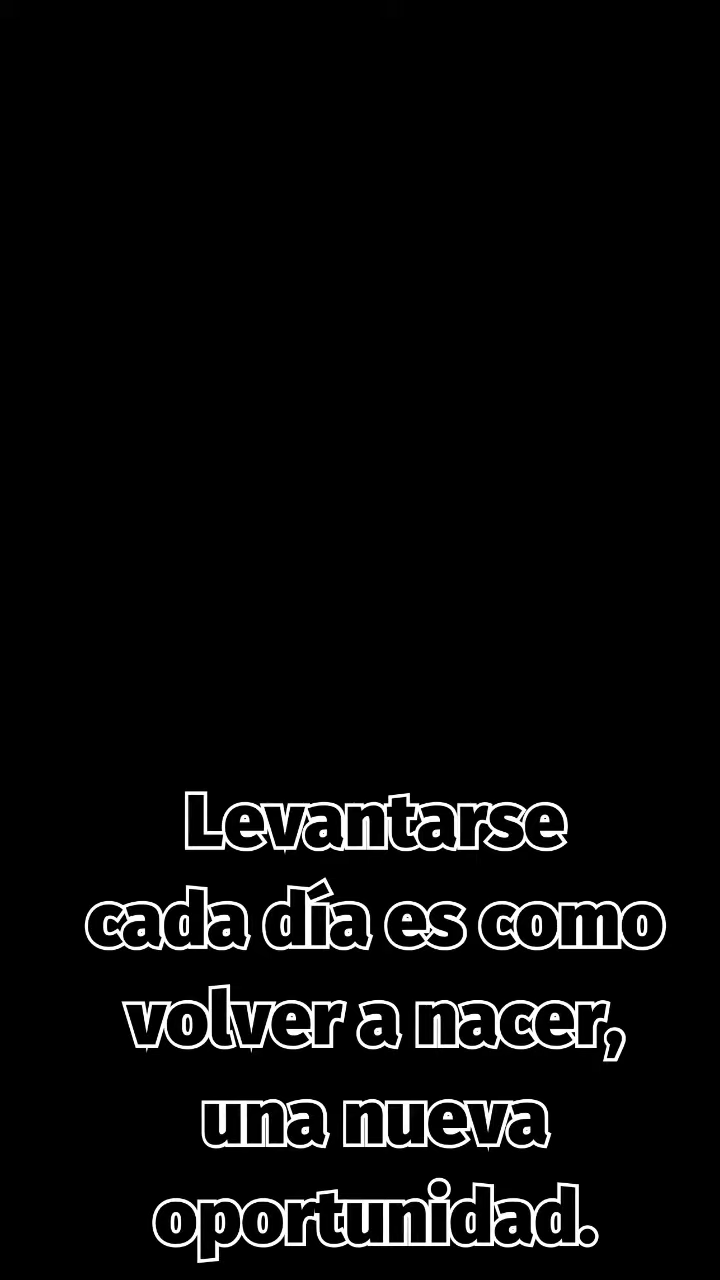 Levantarse
cada día es como
volver a nacer,
una nueva
oportunidad.